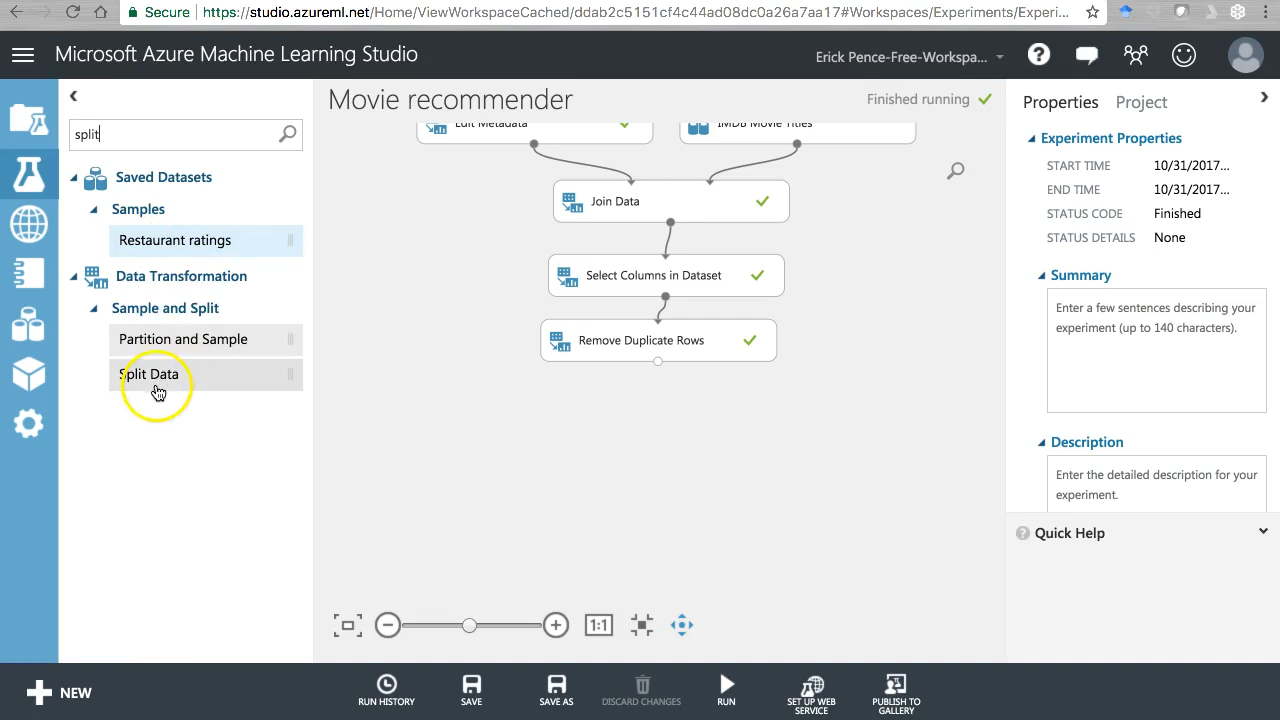 Secure
https://studio.azureml.net/Home/ViewWorkspaceCached/ddab2c5151cf4c44ad08dc0a26a7aa17#Workspaces/Experiments/Experi...
Microsoft Azure Machine Learning Studio
Erick Pence-Free-Workspa...
split
Saved Datasets
Samples
Restaurant ratings
Data Transformation
Sample and Split
Partition and Sample
Split Data
Movie recommender
Finished running
Edit Metadata
IMDB Movie Titles
Join Data
Select Columns in Dataset
Remove Duplicate Rows
1:1
Properties Project
Experiment Properties
START TIME 10/31/2017...
END TIME 10/31/2017...
STATUS CODE Finished
STATUS DETAILS None
Summary
Enter a few sentences describing your
experiment (up to 140 characters).
Description
Enter the detailed description for your
experiment.
Quick Help
NEW
RUN HISTORY
SAVE
SAVE AS
DISCARD CHANGES
RUN
SET UP WEB
SERVICE
PUBLISH TO
GALLERY